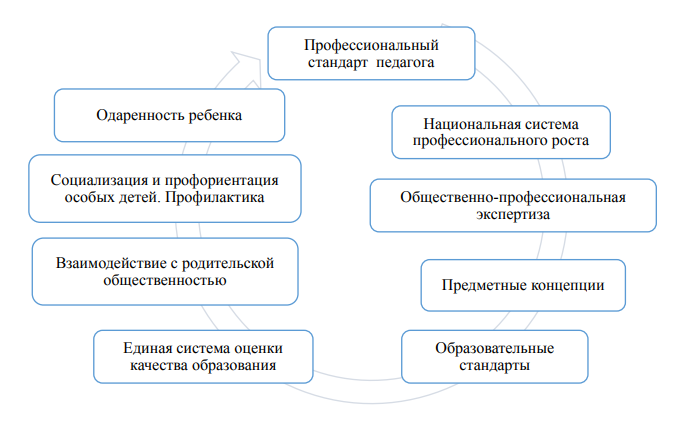 Профессиональный
стандарт педагога
Национальная система
профессионального роста
Общественно-профессиональная
экспертиза
Предметные концепции
Образовательные
стандарты
Единая система оценки
качества образования
Взаимодействие с родительской
общественностью
Социализация и профориентация
особых детей. Профилактика
Одаренность ребенка